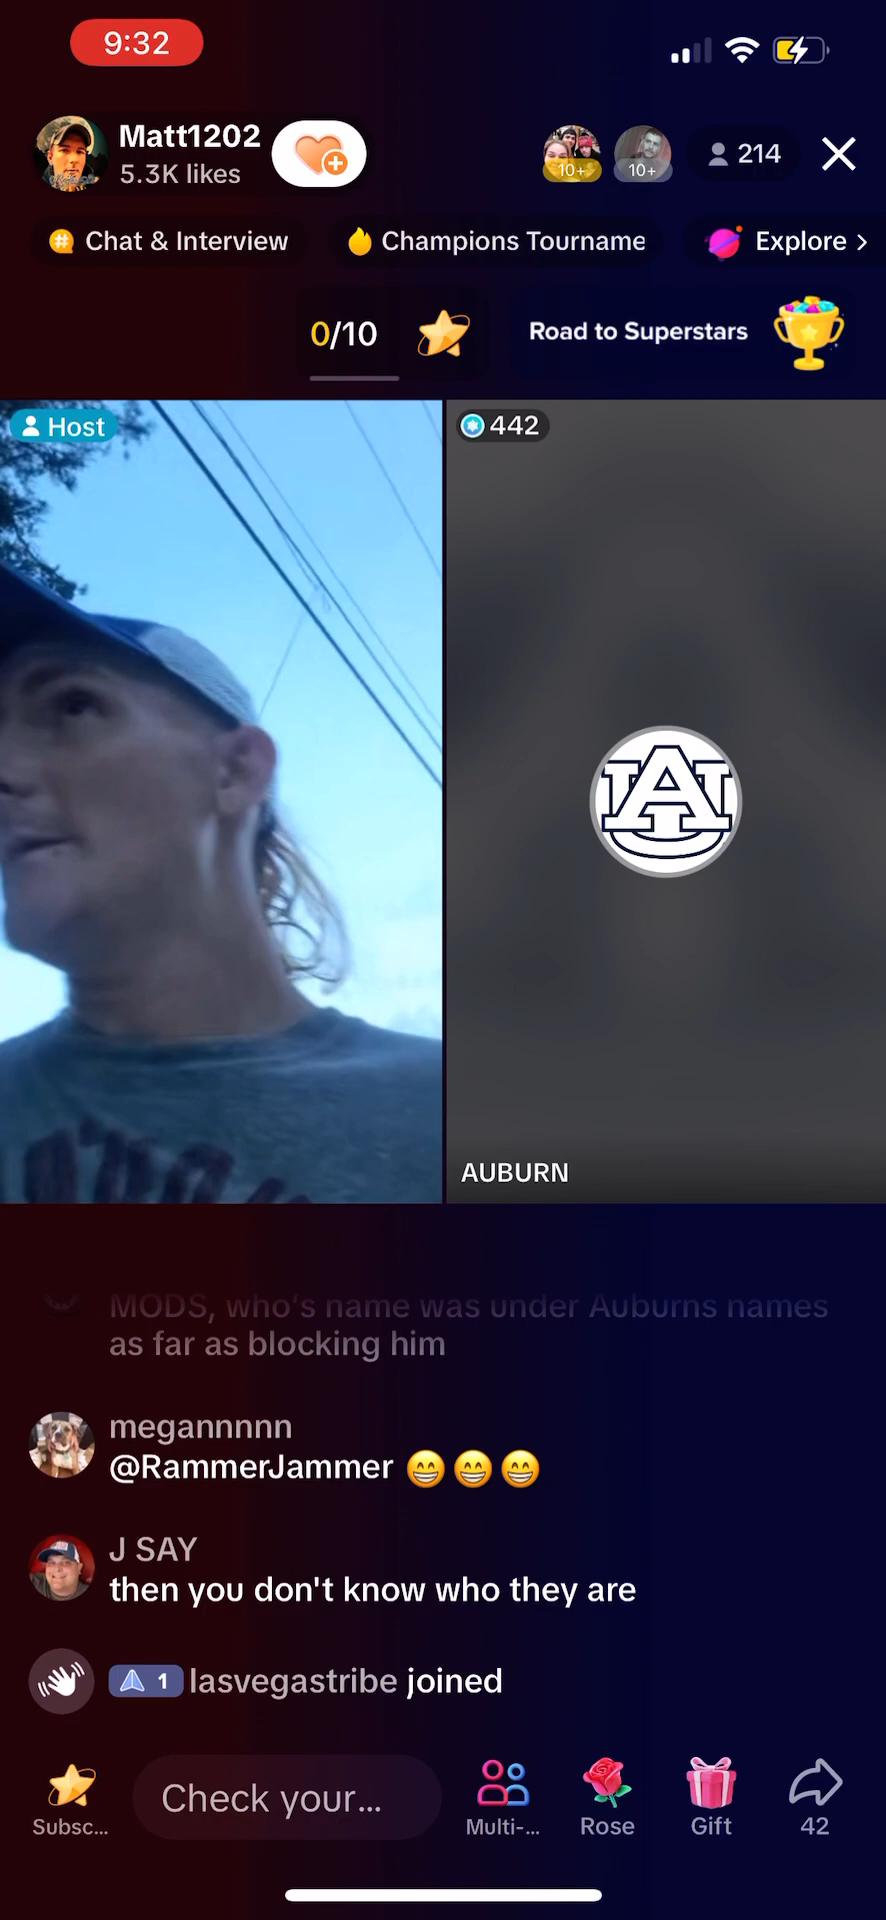 9:32
Matt1202
5.3K likes
10+
10+
214
Chat & Interview
Champions Tourname
Explore >
0/10
Road to Superstars
Host
442
AU
AUBURN
MODS, who's name was under Auburns names
as far as blocking him
megannnnn
@RammerJammer 😁😁😁
J SAY
then you don't know who they are
1 lasvegastribe joined
Subsc...
Check your...
Multi-...
Rose
Gift
42